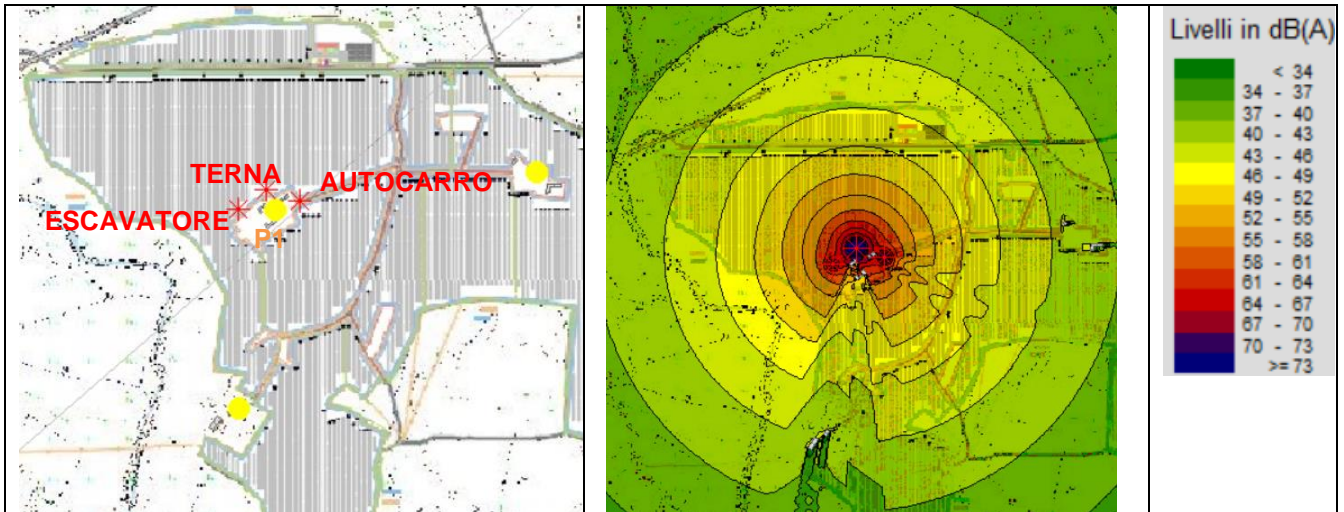 TERNA
AUTOCARRO
ESCAVATORE
P1
Livelli in dB(A)
< 34
34 - 37
37 - 40
40 - 43
43 - 46
46 - 49
49 - 52
52 - 55
55 - 58
58 - 61
61 - 64
64 - 67
67 - 70
70 - 73
>= 73